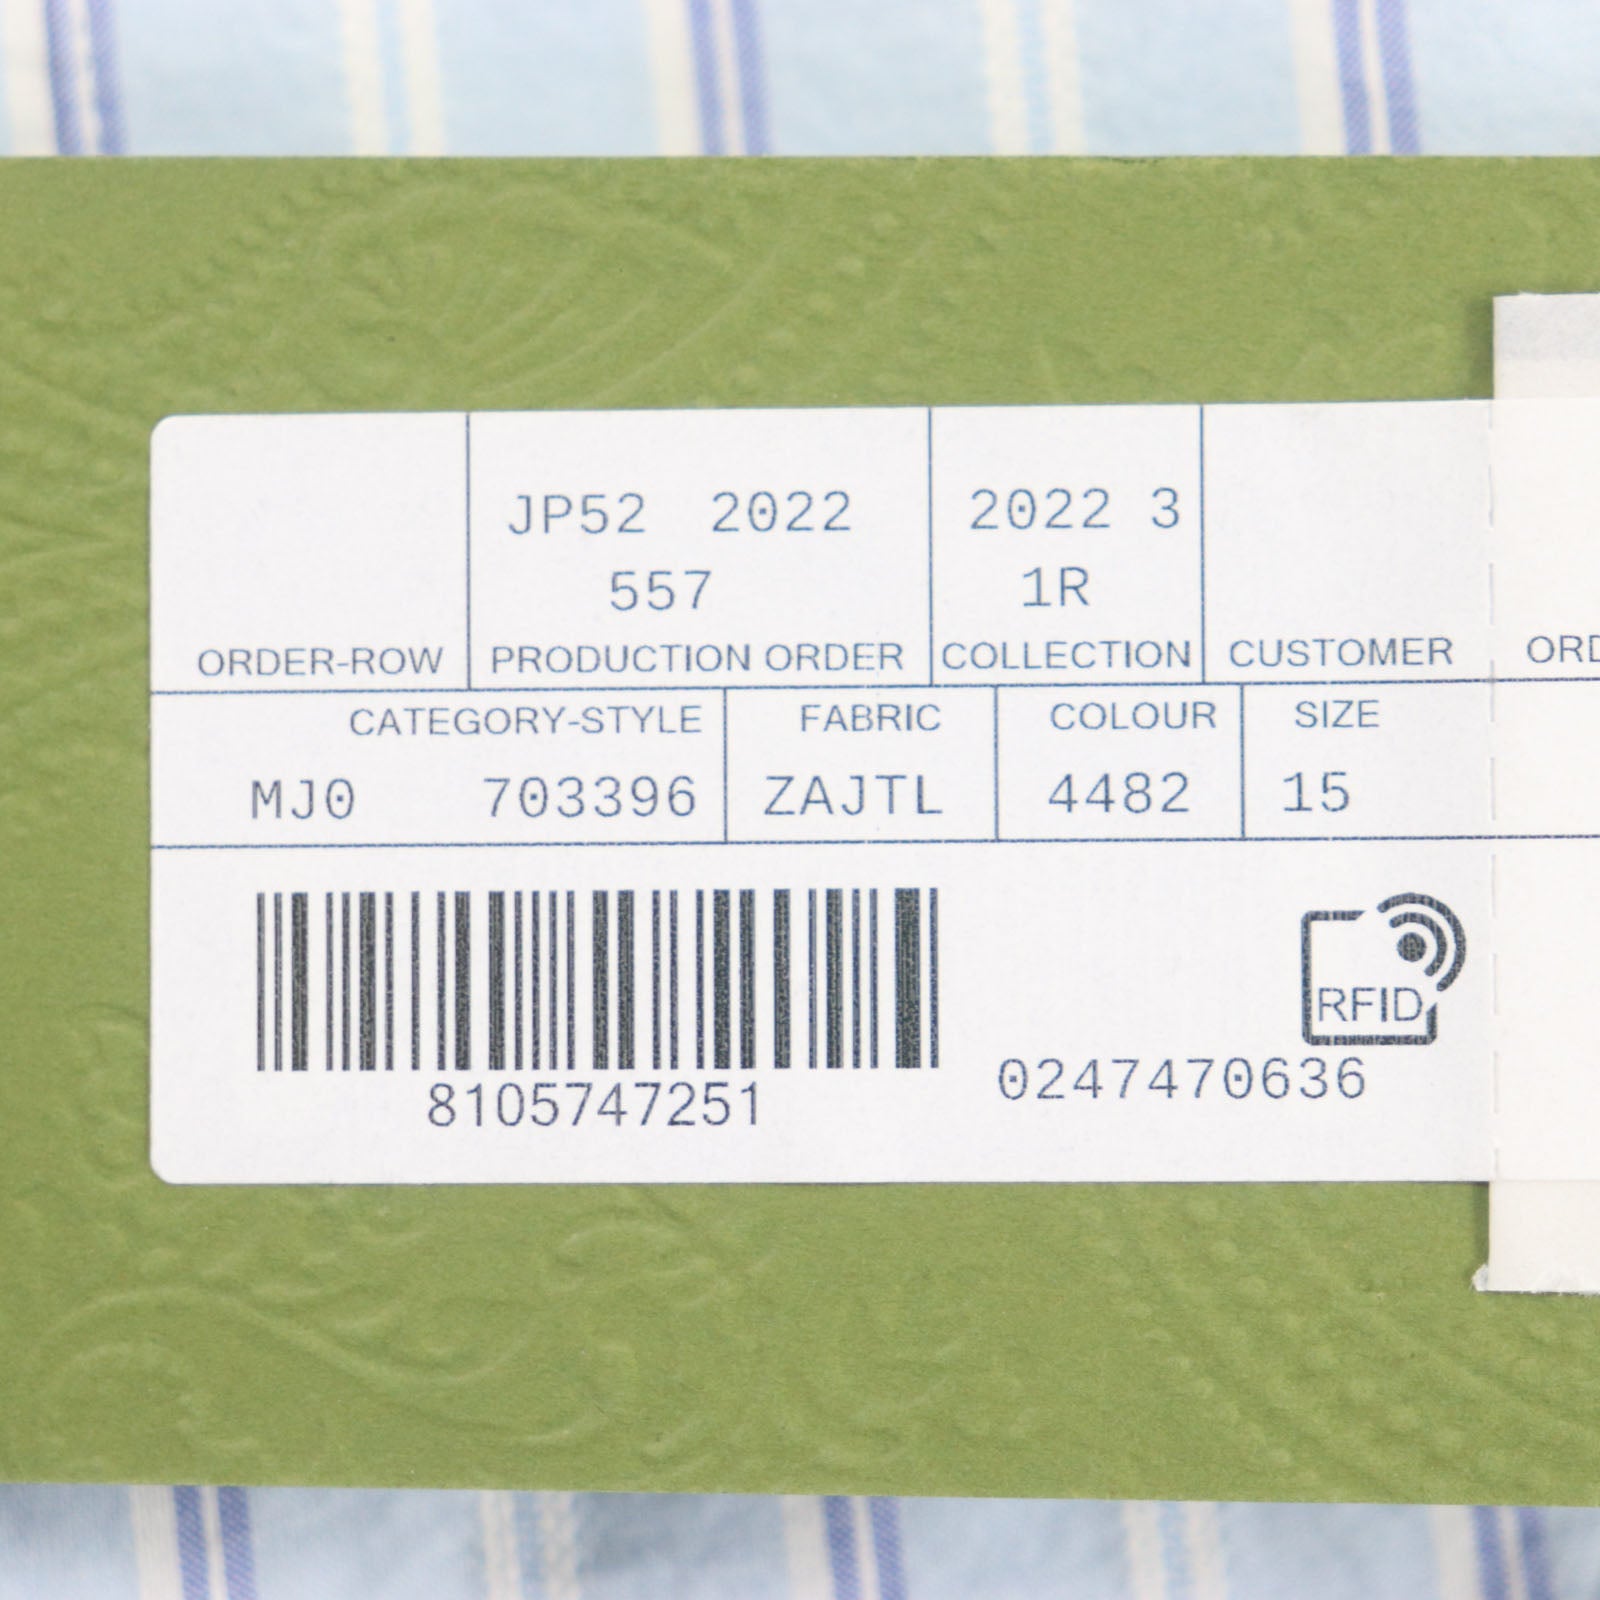 JP52 2022
557
2022 3
1R
ORDER-ROW
PRODUCTION ORDER
COLLECTION
CUSTOMER
CATEGORY-STYLE
FABRIC
COLOUR
SIZE
MJ0 703396
ZAJTL
4482
15
RFID
8105747251
0247470636